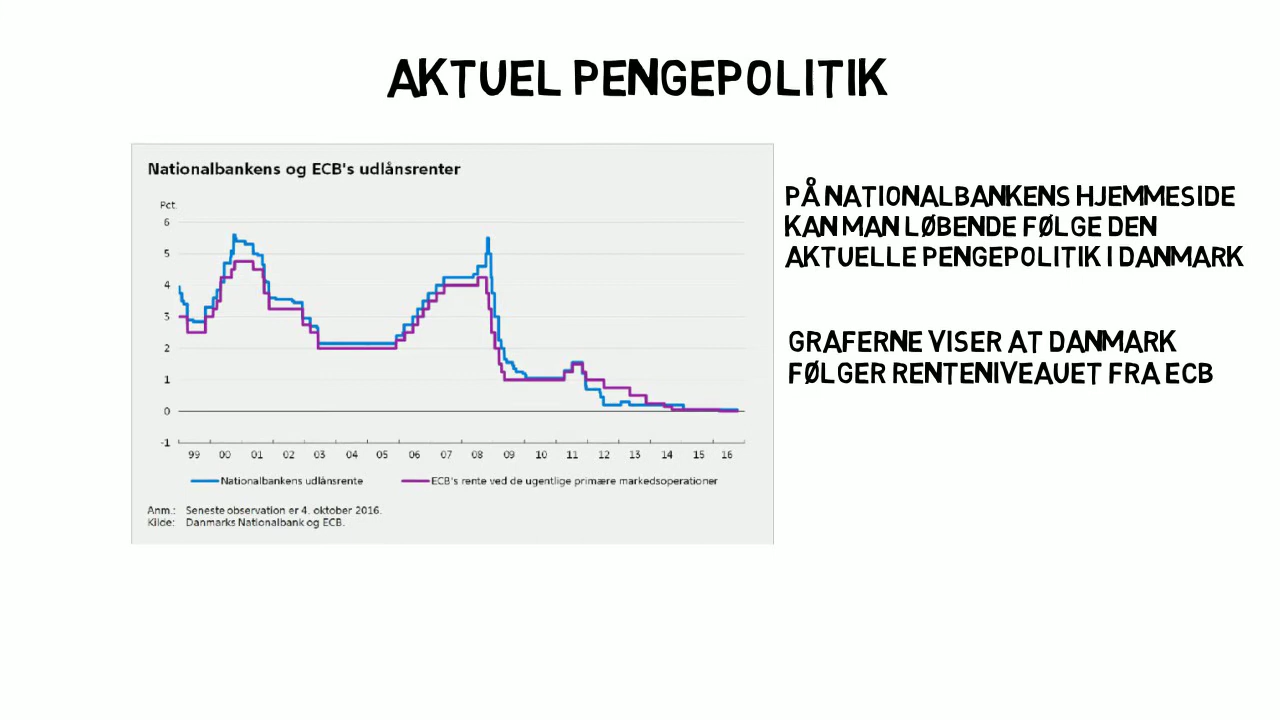 AKTUEL PENGEPOLITIK
Nationalbankens og ECB's udlånsrenter
Pct.
6
5
4
3
2
1
0
-1
99 00 01 02 03 04 05 06 07 08 09 10 11 12 13 14 15 16
Nationalbankens udlånsrente ECB's rente ved de ugentlige primære markedsoperationer
Anm.: Seneste observation er 4. oktober 2016.
Kilde: Danmarks Nationalbank og ECB.
PÅ NATIONALBANKENS HJEMMESIDE
KAN MAN LØBENDE FØLGE DEN
AKTUELLE PENGEPOLITIK I DANMARK
GRAFERNE VISER AT DANMARK
FØLGER RENTENIVEAUET FRA ECB